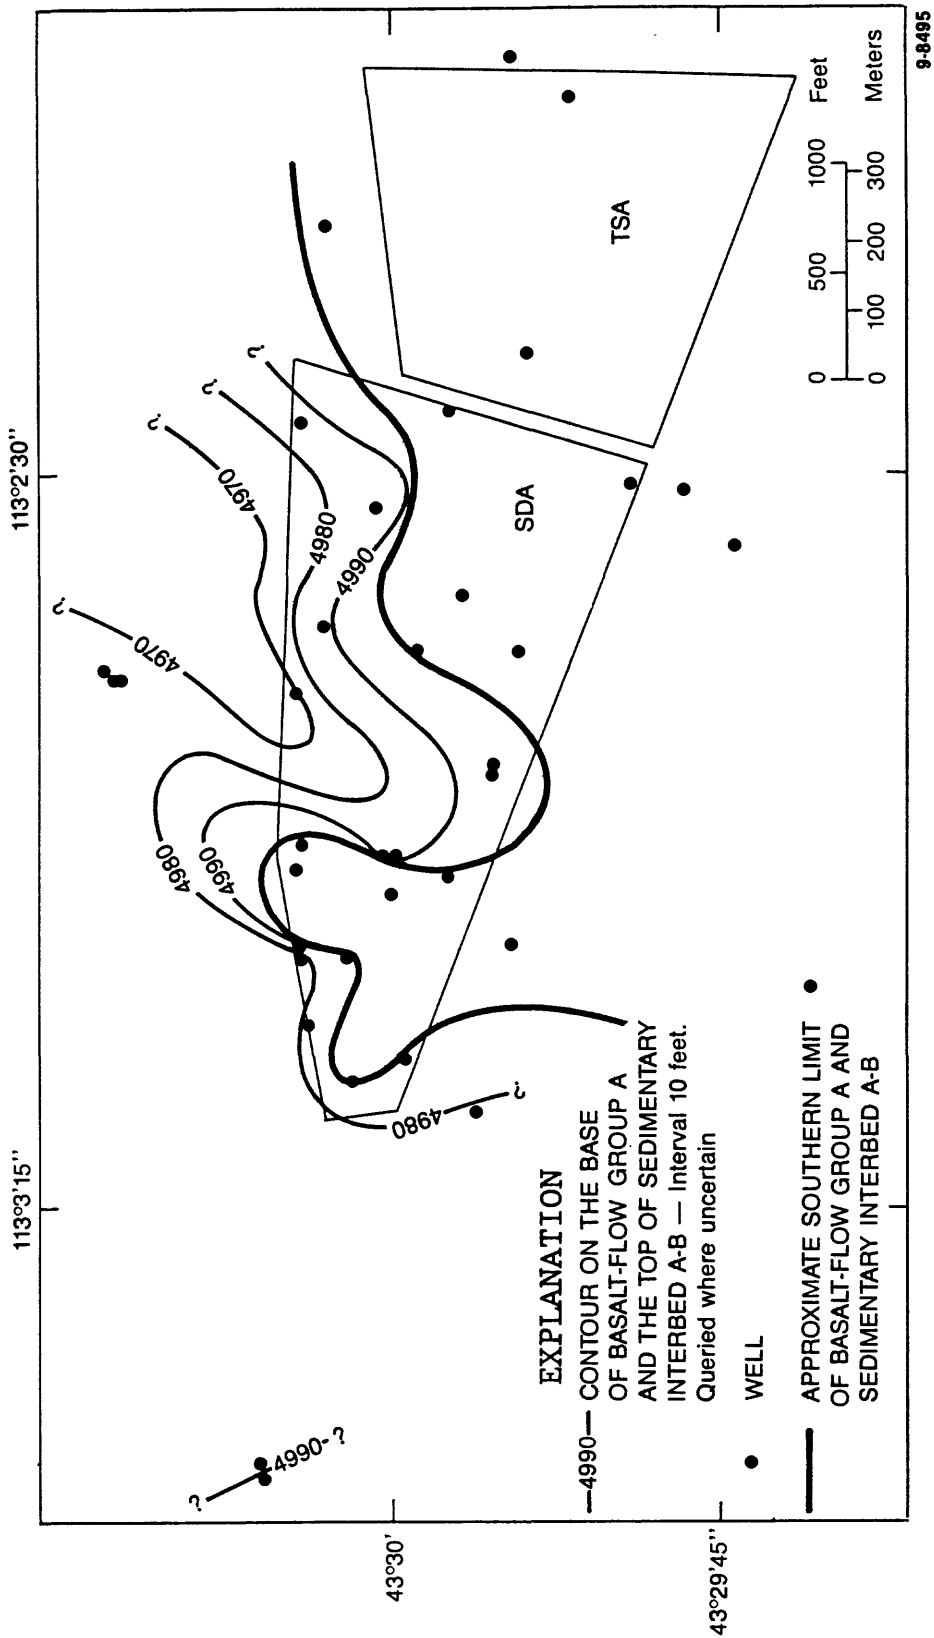 113°3'15"
113°2'30"
43°30'
43°29'45"
?
4990-?
4980
?
4980
4990
?
4970
4970
?
4980
?
4990
?
SDA
TSA
EXPLANATION
—4990— CONTOUR ON THE BASE
OF BASALT-FLOW GROUP A
AND THE TOP OF SEDIMENTARY
INTERBED A-B — Interval 10 feet.
Queried where uncertain
WELL
APPROXIMATE SOUTHERN LIMIT
OF BASALT-FLOW GROUP A AND
SEDIMENTARY INTERBED A-B
0 500 1000 Feet
0 100 200 300 Meters
9-8495